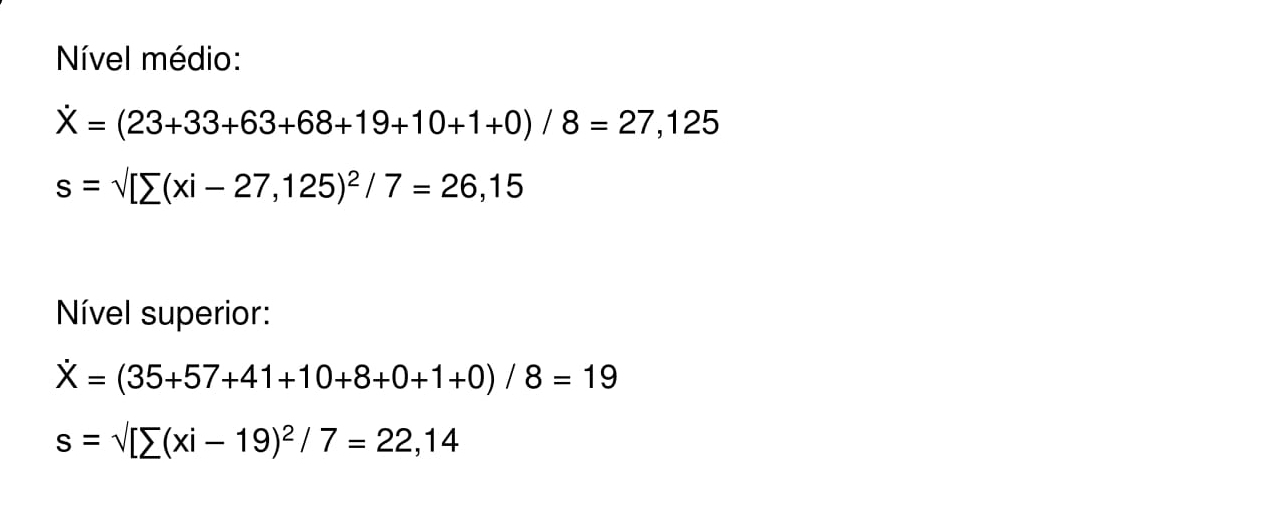 Nível médio:
Ẋ = (23+33+63+68+19+10+1+0) / 8 = 27,125
s = √[∑(xi – 27,125)² / 7 = 26,15
Nível superior:
Ẋ = (35+57+41+10+8+0+1+0) / 8 = 19
s = √[∑(xi – 19)² / 7 = 22,14